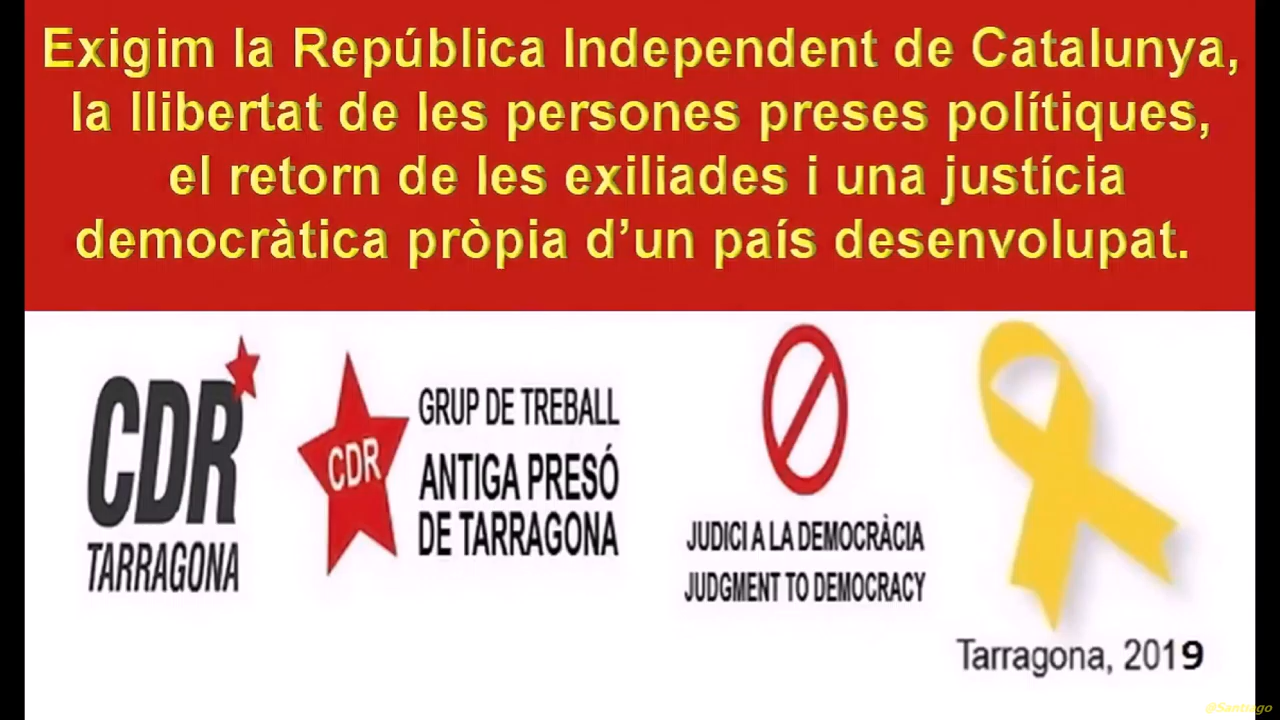 Exigim la República Independent de Catalunya,
la llibertat de les persones preses polítiques,
el retorn de les exiliades i una justícia
democràtica pròpia d’un país desenvolupat.
CDR
TARRAGONA
CDR
GRUP DE TREBALL
ANTIGA PRESÓ
DE TARRAGONA
JUDICI A LA DEMOCRÀCIA
JUDGMENT TO DEMOCRACY
Tarragona, 2019
@Santiago